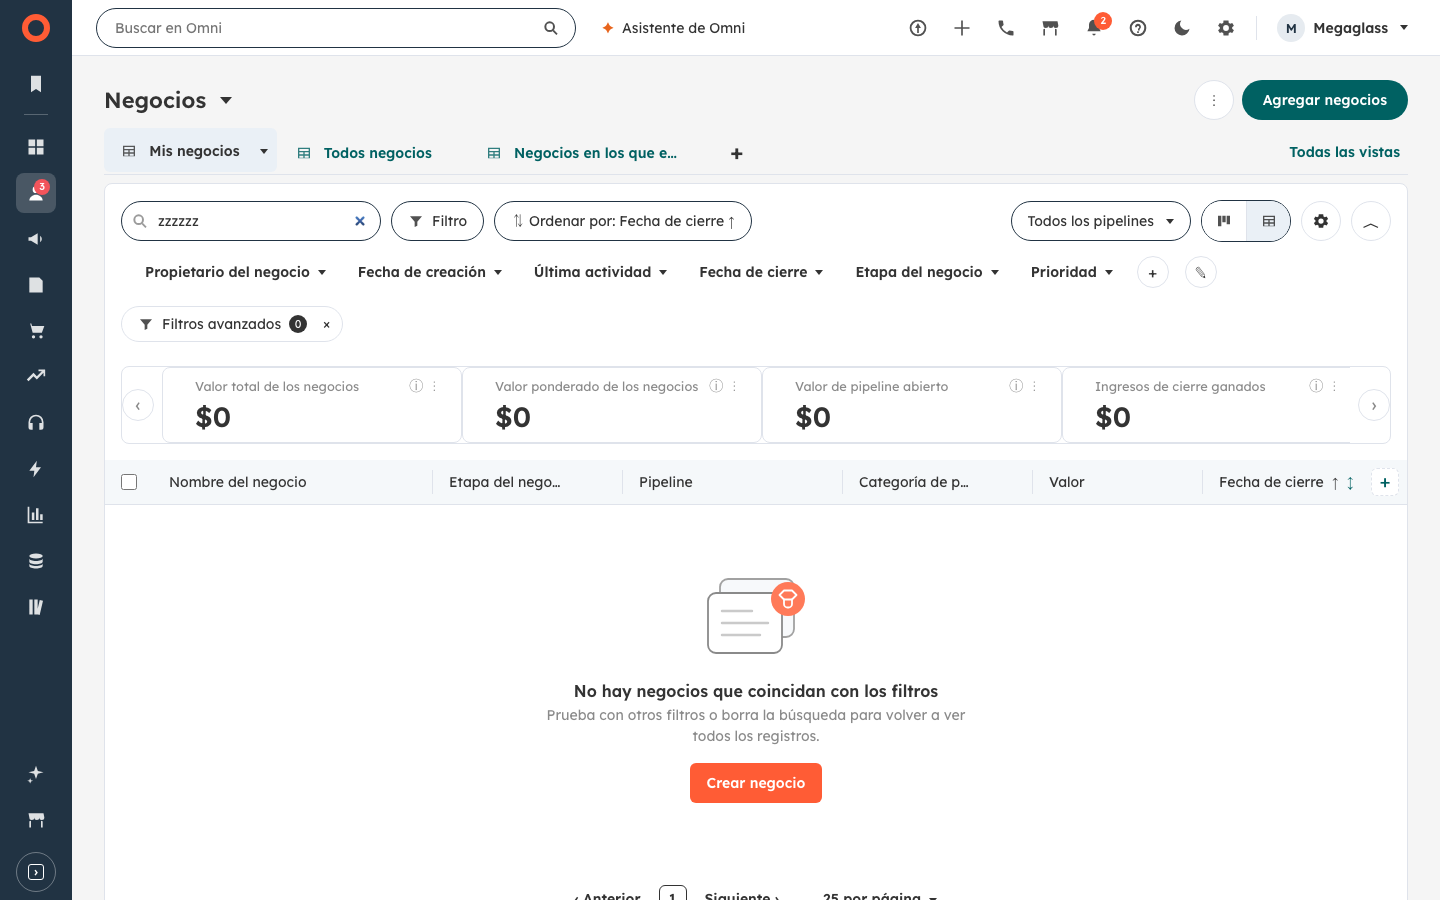 Buscar en Omni
Asistente de Omni
2
M
Megaglass
3
Negocios
Agregar negocios
Mis negocios
Todos negocios
Negocios en los que e...
+
Todas las vistas
zzzzzz
Filtro
Ordenar por: Fecha de cierre ↑
Todos los pipelines
Propietario del negocio
Fecha de creación
Última actividad
Fecha de cierre
Etapa del negocio
Prioridad
+
Filtros avanzados 0 ×
Valor total de los negocios
$0
Valor ponderado de los negocios
$0
Valor de pipeline abierto
$0
Ingresos de cierre ganados
$0
Nombre del negocio
Etapa del nego...
Pipeline
Categoría de p...
Valor
Fecha de cierre ↑
+
No hay negocios que coincidan con los filtros
Prueba con otros filtros o borra la búsqueda para volver a ver
todos los registros.
Crear negocio
‹ Anterior
1
Siguiente ›
25 por página